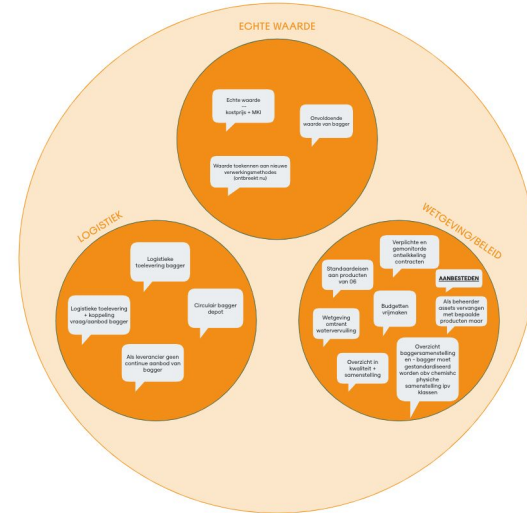 ECHTE WAARDE
Echte waarde
—
kostprijs + MKI
Onvoldoende
waarde van bagger
Waarde toekennen aan nieuwe
verwerkingsmethodes
(ontbreekt nu)
LOGISTIEK
Logistieke
toelevering bagger
Logistieke toelevering
+ koppeling
vraag/aanbod bagger
Circulair bagger
depot
Als leverancier geen
continue aanbod van
bagger
WETGEVING/BELEID
Verplichte en
gemonitorde
ontwikkeling
contracten
Standaardeisen
aan producten
van OG
AANBESTEDEN
Budgetten
vrijmaken
Als beheerder
assets vervangen
met bepaalde
producten maar
Wetgeving
omtrent
watervervuiling
Overzicht in
kwaliteit +
samenstelling
Overzicht
baggersamenstelling
en - bagger moet
gestandaardiseerd
worden obv chemishc
physiche
samenstelling ipv
klassen